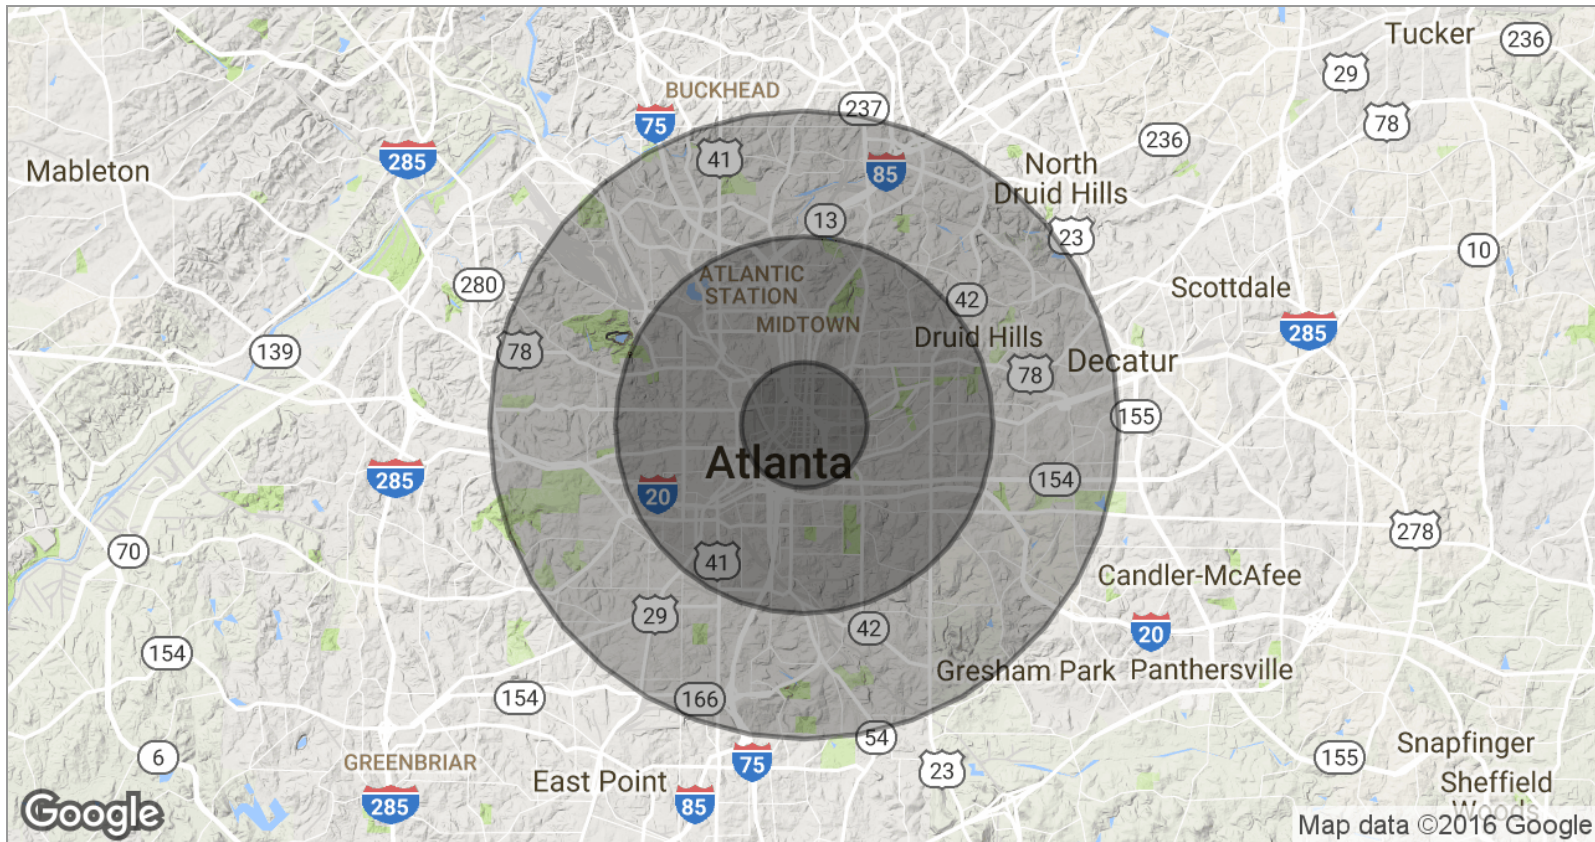 Tucker
236
29
BUCKHEAD
237
78
75
41
85
236
285
Mableton
North
Druid Hills
13
23
10
ATLANTIC
STATION
280
42
Scottdale
MIDTOWN
Druid Hills
285
139
78
78
Decatur
155
Atlanta
285
20
154
278
70
41
Candler-McAfee
29
42
20
154
Gresham Park
Panthersville
154
166
54
Snapfinger
6
GREENBRIAR
75
23
155
East Point
Sheffield
Woods
285
85
Google
Map data ©2016 Google